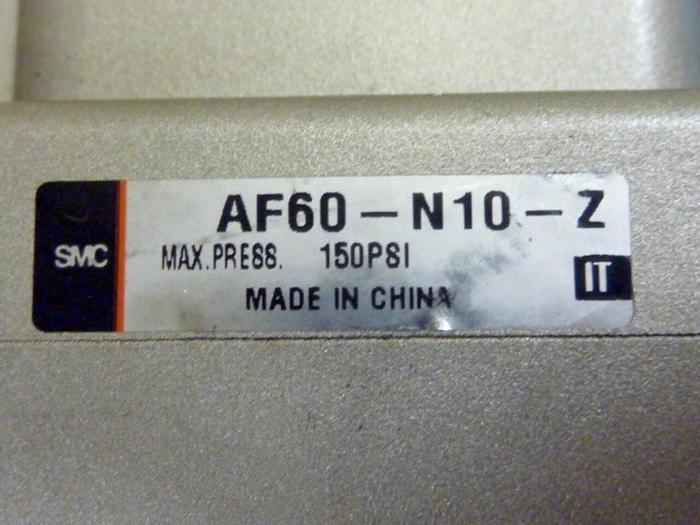 AF60-N10-Z
SMC
MAX.PRESS. 150PSI
IT
MADE IN CHINA